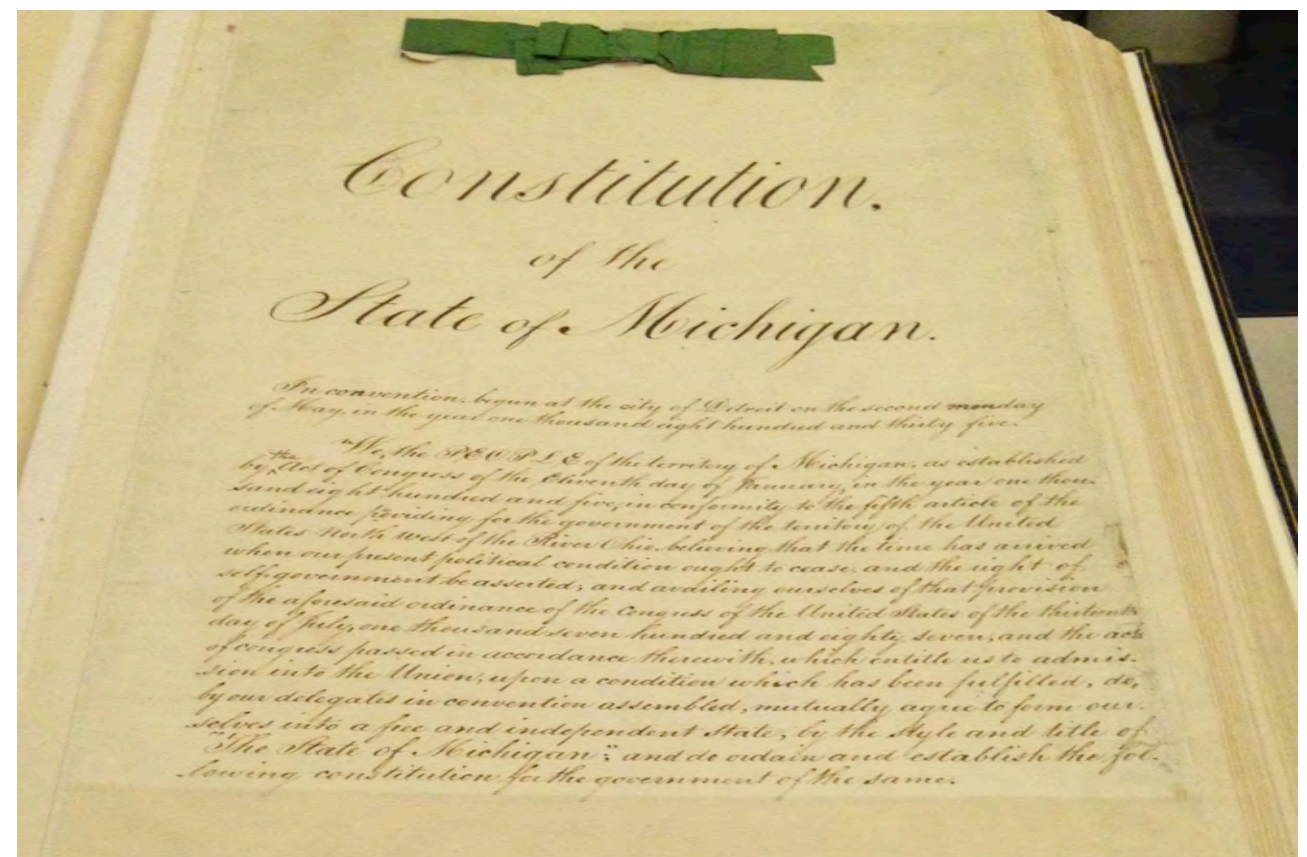 Constitution.
of the
State of Michigan.
In convention, begun at the city of Detroit on the second monday
of May, in the year one thousand eight hundred and thirty five.
"We, the PEOPLE of the territory of Michigan, as established
by the Act of Congress of the Eleventh day of January, in the year one thou-
sand eight hundred and five, in conformity to the fifth article of the
ordinance providing for the government of the territory of the United
States North West of the River Ohio, believing that the time has arrived
when our present political condition ought to cease, and the right of
self-government be asserted; and availing ourselves of that provision
of the aforesaid ordinance of the congress of the United States of the thirteenth
day of July, one thousand seven hundred and eighty seven, and the acts
of congress passed in accordance therewith, which entitle us to admis-
sion into the Union, upon a condition which has been fulfilled, do,
by our delegates in convention assembled, mutually agree to form our-
selves into a free and independent state, by the style and title of
"The State of Michigan"; and do ordain and establish the fol-
lowing constitution for the government of the same.